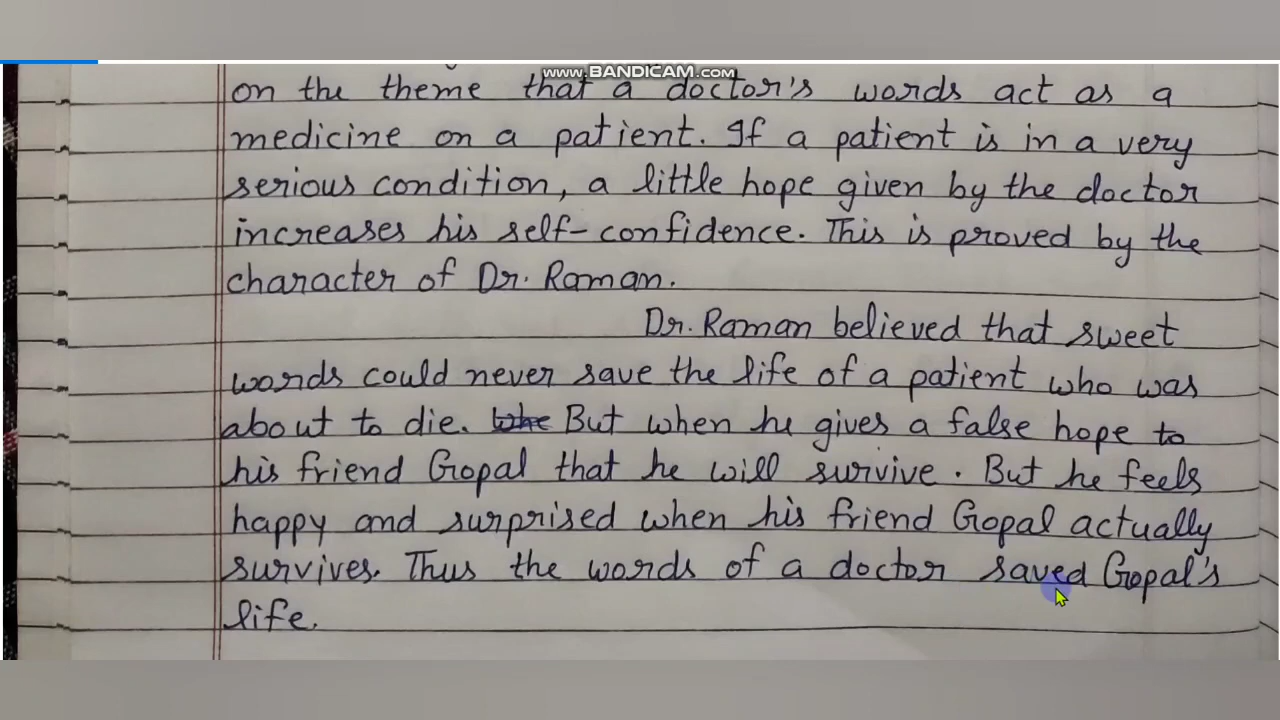 www.BANDICAM.com
on the theme that a doctor's words act as a
medicine on a patient. If a patient is in a very
serious condition, a little hope given by the doctor
increases his self-confidence. This is proved by the
character of Dr. Raman.
Dr. Raman believed that sweet
words could never save the life of a patient who was
about to die. But when he gives a false hope to
his friend Gopal that he will survive. But he feels
happy and surprised when his friend Gopal actually
survives. Thus the words of a doctor saved Gopal's
life.